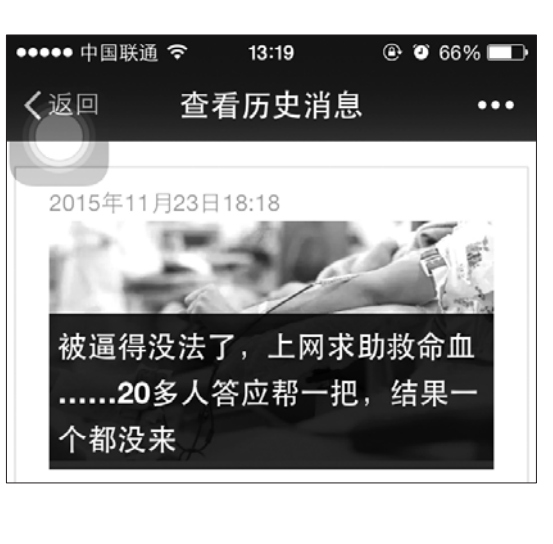 中国联通 13:19 66%
返回 查看历史消息
2015年11月23日18:18
被逼得没法了，上网求助救命血
……20多人答应帮一把，结果一
个都没来